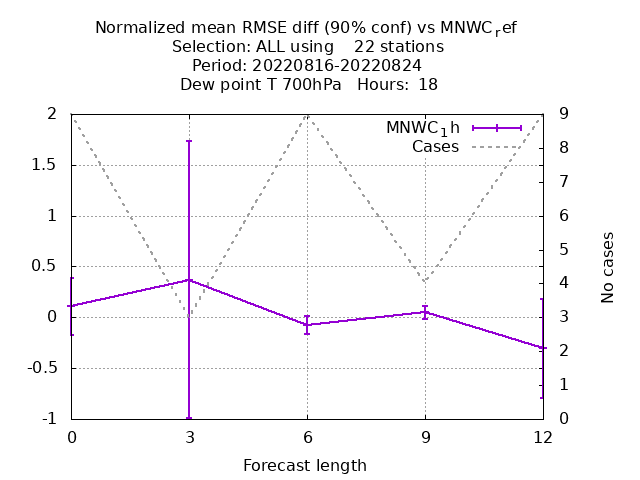 Normalized mean RMSE diff (90% conf) vs MNWCref
Selection: ALL using    22 stations
Period: 20220816-20220824
Dew point T 700hPa   Hours:  18
MNWC1h
Cases
2
1.5
1
0.5
0
-0.5
-1
9
8
7
6
5
4
3
2
1
0
No cases
0 3 6 9 12
Forecast length